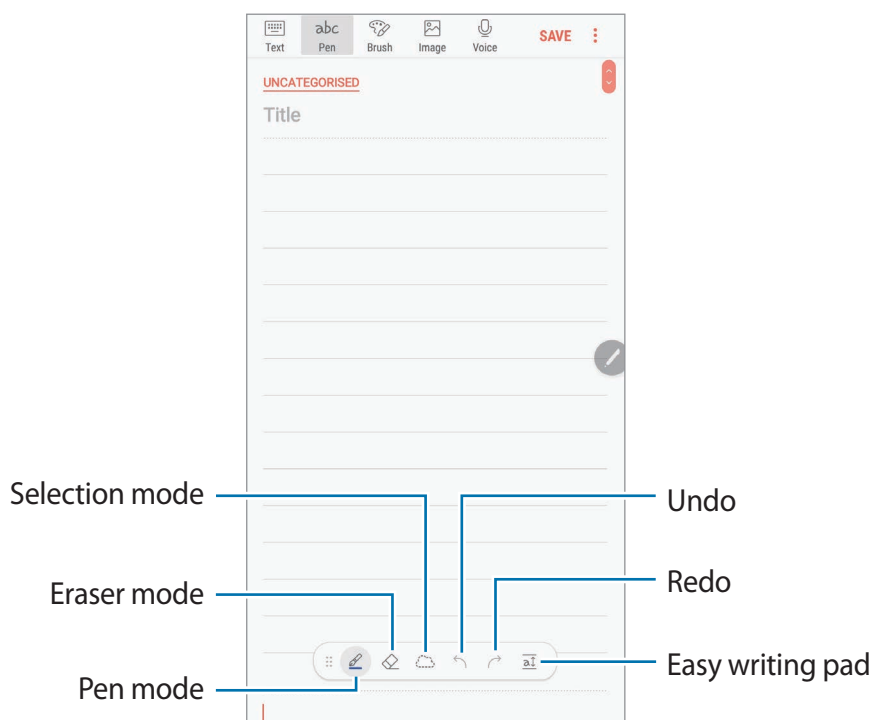 abc SAVE
Text Pen Brush Image Voice
UNCATEGORISED
Title
Selection mode
Undo
Redo
Eraser mode
a
Easy writing pad
Pen mode